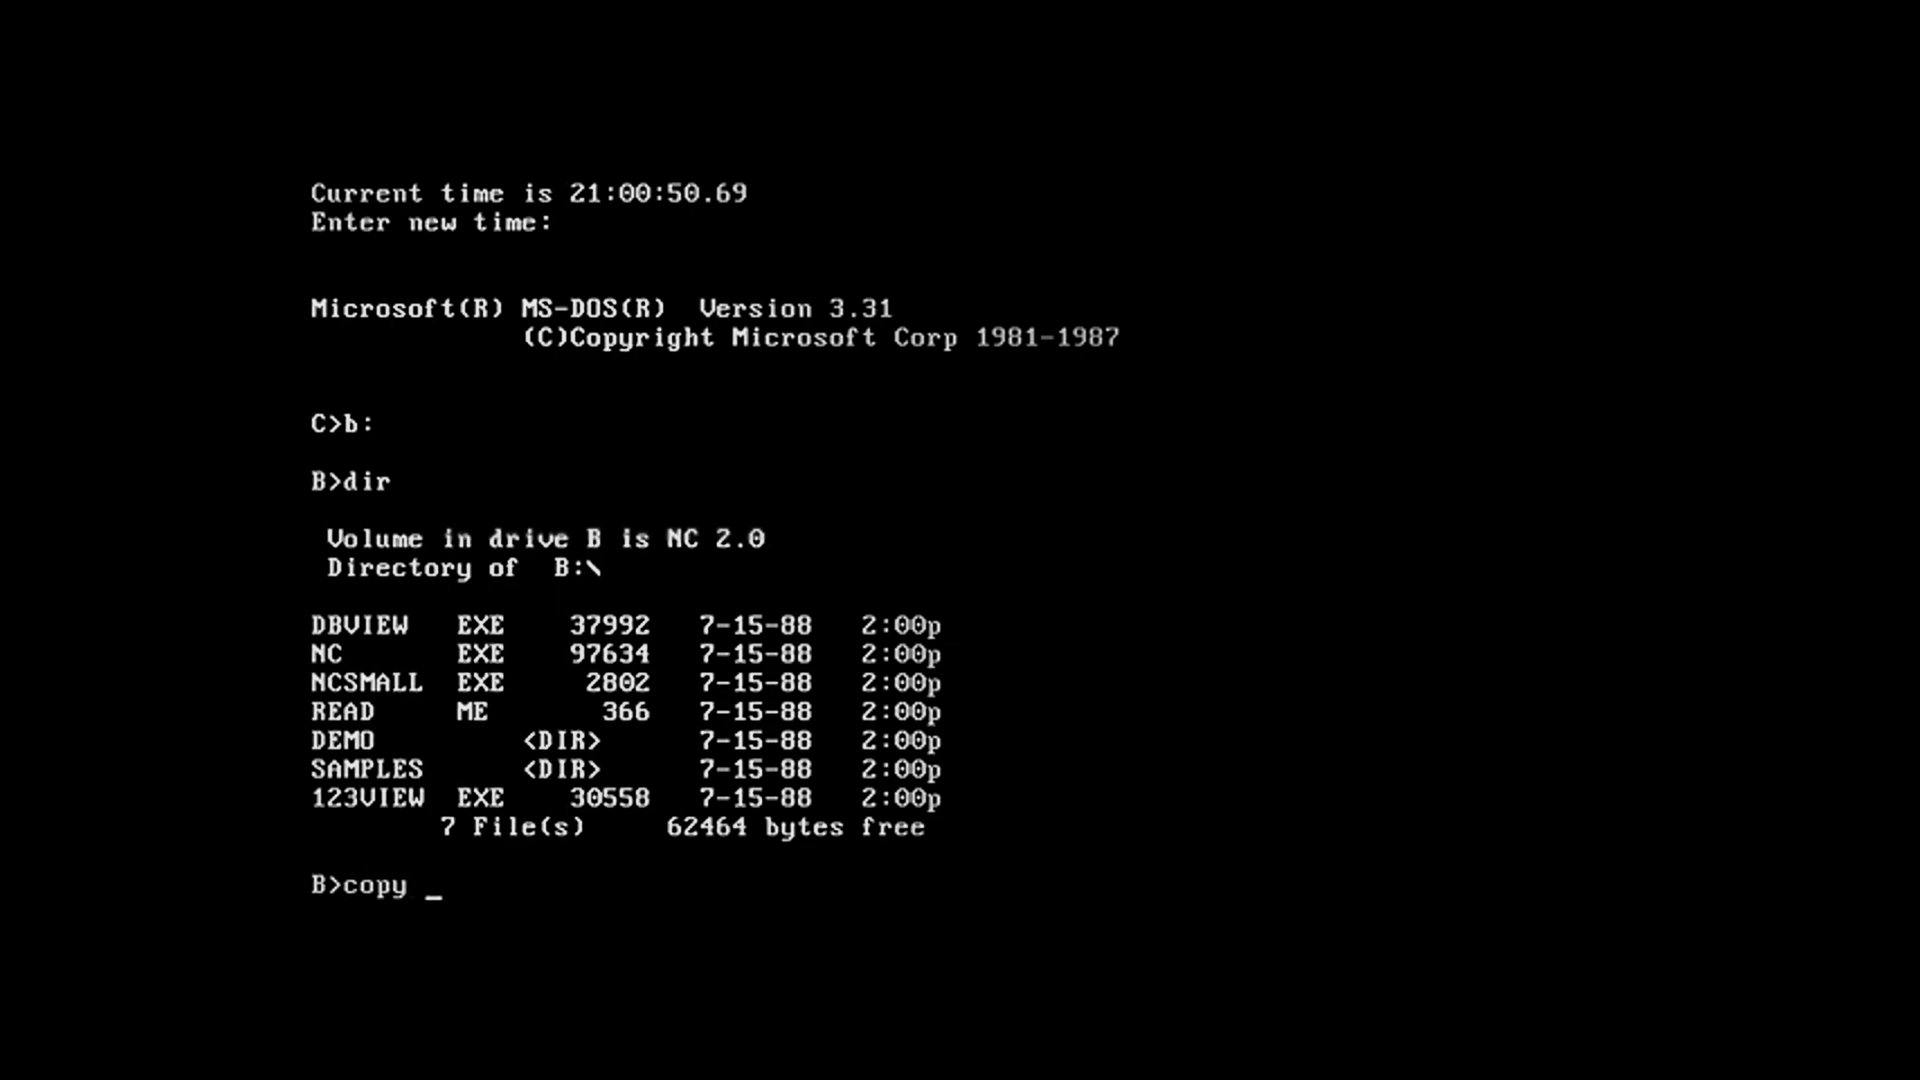 Current time is 21:00:50.69
Enter new time:
Microsoft(R) MS-DOS(R)  Version 3.31
(C)Copyright Microsoft Corp 1981-1987
C>b:
B>dir
Volume in drive B is NC 2.0
Directory of  B:\
DBVIEW   EXE    37992   7-15-88   2:00p
NC       EXE    97634   7-15-88   2:00p
NCSMALL  EXE     2802   7-15-88   2:00p
READ     ME       366   7-15-88   2:00p
DEMO         <DIR>      7-15-88   2:00p
SAMPLES      <DIR>      7-15-88   2:00p
123VIEW  EXE    30558   7-15-88   2:00p
7 File(s)     62464 bytes free
B>copy _